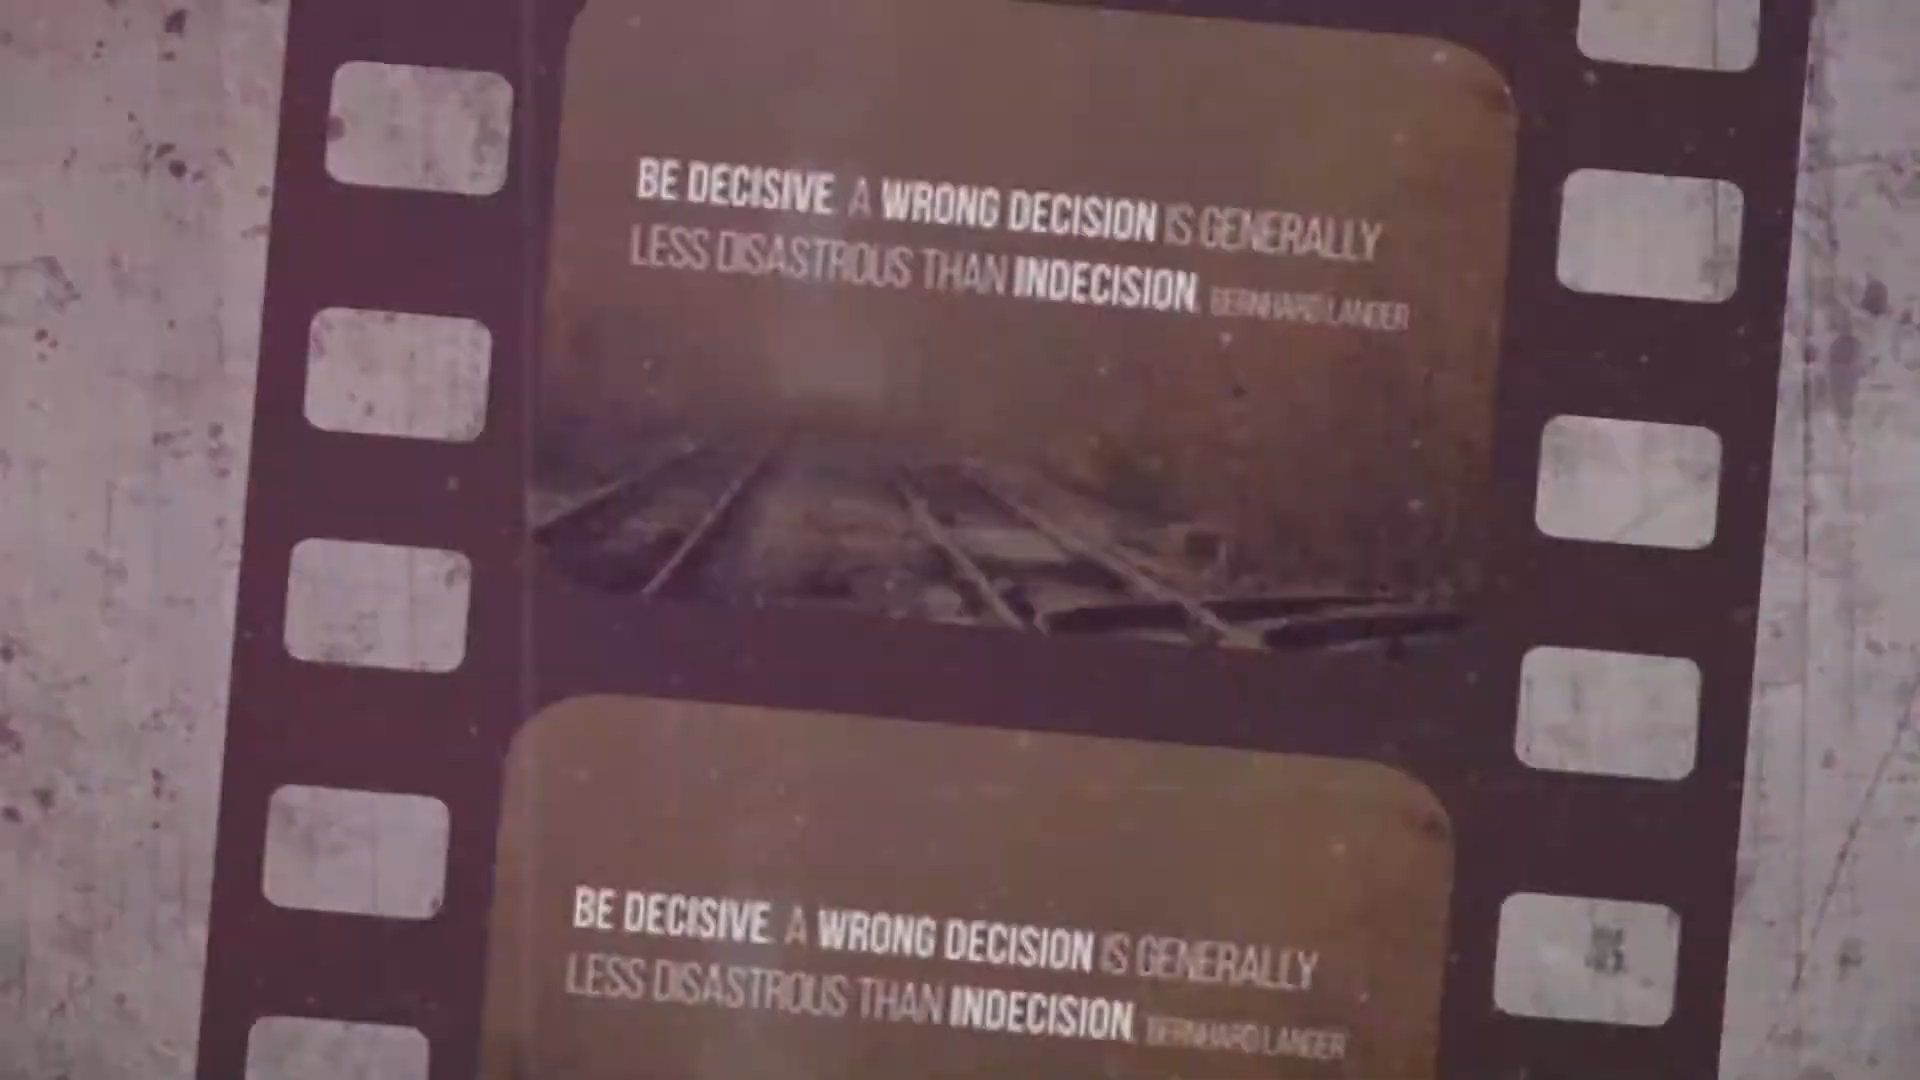 BE DECISIVE. A WRONG DECISION IS GENERALLY
LESS DISASTROUS THAN INDECISION. BERNHARD LANGER
BE DECISIVE. A WRONG DECISION IS GENERALLY
LESS DISASTROUS THAN INDECISION. BERNHARD LANGER